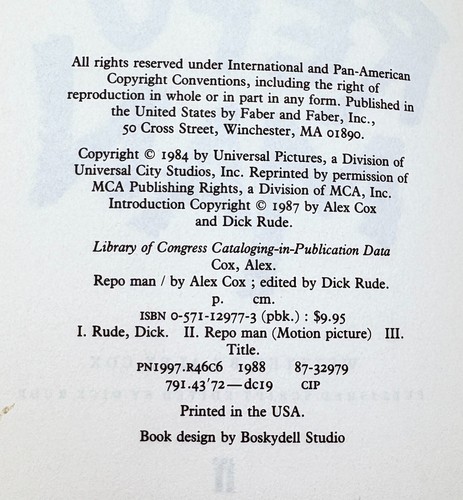 All rights reserved under International and Pan-American
Copyright Conventions, including the right of
reproduction in whole or in part in any form. Published in
the United States by Faber and Faber, Inc.,
50 Cross Street, Winchester, MA 01890.
Copyright © 1984 by Universal Pictures, a Division of
Universal City Studios, Inc. Reprinted by permission of
MCA Publishing Rights, a Division of MCA, Inc.
Introduction Copyright © 1987 by Alex Cox
and Dick Rude.
Library of Congress Cataloging-in-Publication Data
Cox, Alex.
Repo man / by Alex Cox ; edited by Dick Rude.
p. cm.
ISBN 0-571-12977-3 (pbk.) : $9.95
I. Rude, Dick. II. Repo man (Motion picture) III.
Title.
PN1997.R46C6 1988 87-32979
791.43'72—dc19 CIP
Printed in the USA.
Book design by Boskydell Studio